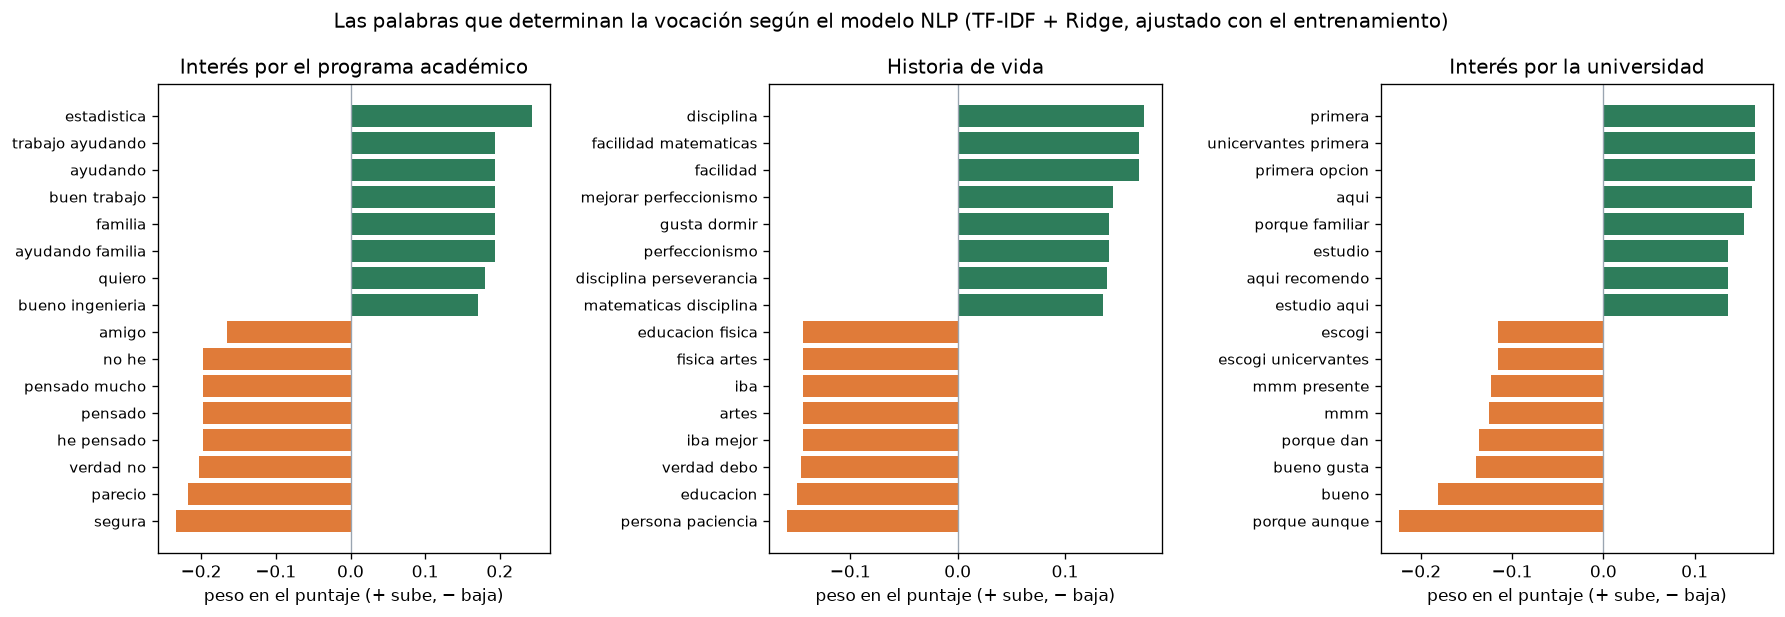 Las palabras que determinan la vocación según el modelo NLP (TF-IDF + Ridge, ajustado con el entrenamiento)
Interés por el programa académico
estadistica
trabajo ayudando
ayudando
buen trabajo
familia
ayudando familia
quiero
bueno ingenieria
amigo
no he
pensado mucho
pensado
he pensado
verdad no
parecio
segura
−0.2 −0.1 0.0 0.1 0.2
peso en el puntaje (+ sube, − baja)
Historia de vida
disciplina
facilidad matematicas
facilidad
mejorar perfeccionismo
gusta dormir
perfeccionismo
disciplina perseverancia
matematicas disciplina
educacion fisica
fisica artes
iba
artes
iba mejor
verdad debo
educacion
persona paciencia
−0.1 0.0 0.1
peso en el puntaje (+ sube, − baja)
Interés por la universidad
primera
unicervantes primera
primera opcion
aqui
porque familiar
estudio
aqui recomendo
estudio aqui
escogi
escogi unicervantes
mmm presente
mmm
porque dan
bueno gusta
bueno
porque aunque
−0.2 −0.1 0.0 0.1
peso en el puntaje (+ sube, − baja)